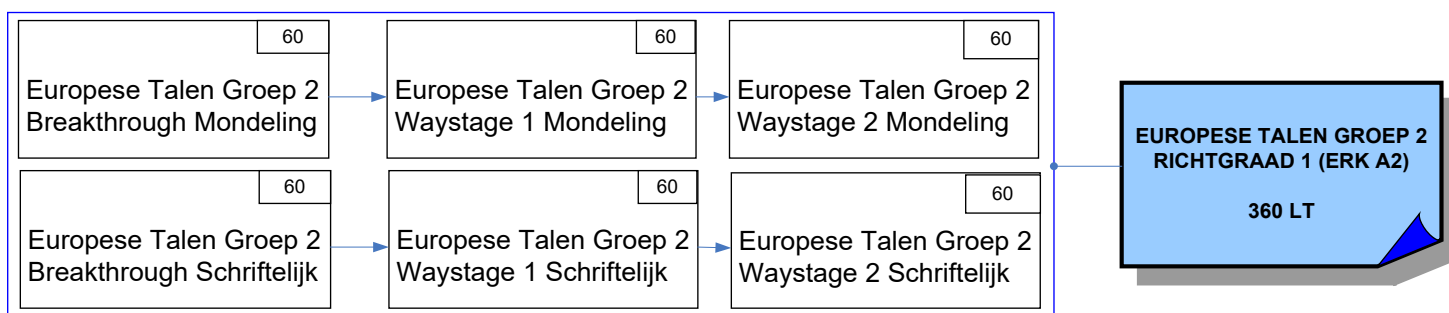 60
Europese Talen Groep 2
Breakthrough Mondeling
60
Europese Talen Groep 2
Waystage 1 Mondeling
60
Europese Talen Groep 2
Waystage 2 Mondeling
60
Europese Talen Groep 2
Breakthrough Schriftelijk
60
Europese Talen Groep 2
Waystage 1 Schriftelijk
60
Europese Talen Groep 2
Waystage 2 Schriftelijk
EUROPESE TALEN GROEP 2
RICHTGRAAD 1 (ERK A2)
360 LT